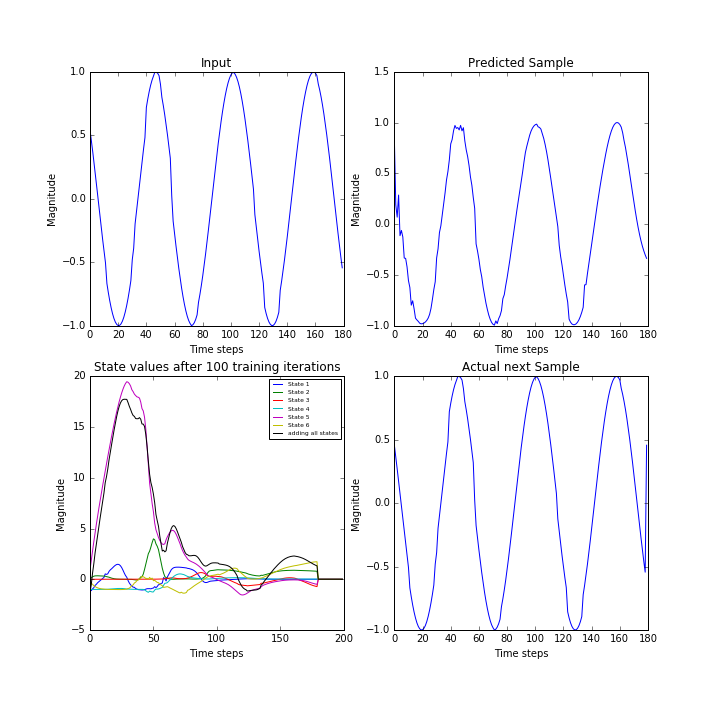 Input
1.0
0.5
0.0
−0.5
−1.0
Magnitude
0 20 40 60 80 100 120 140 160 180
Time steps
Predicted Sample
1.5
1.0
0.5
0.0
−0.5
−1.0
Magnitude
0 20 40 60 80 100 120 140 160 180
Time steps
State values after 100 training iterations
20
15
10
5
0
−5
Magnitude
0 50 100 150 200
Time steps
State 1
State 2
State 3
State 4
State 5
State 6
adding all states
Actual next Sample
1.0
0.5
0.0
−0.5
−1.0
Magnitude
0 20 40 60 80 100 120 140 160 180
Time steps